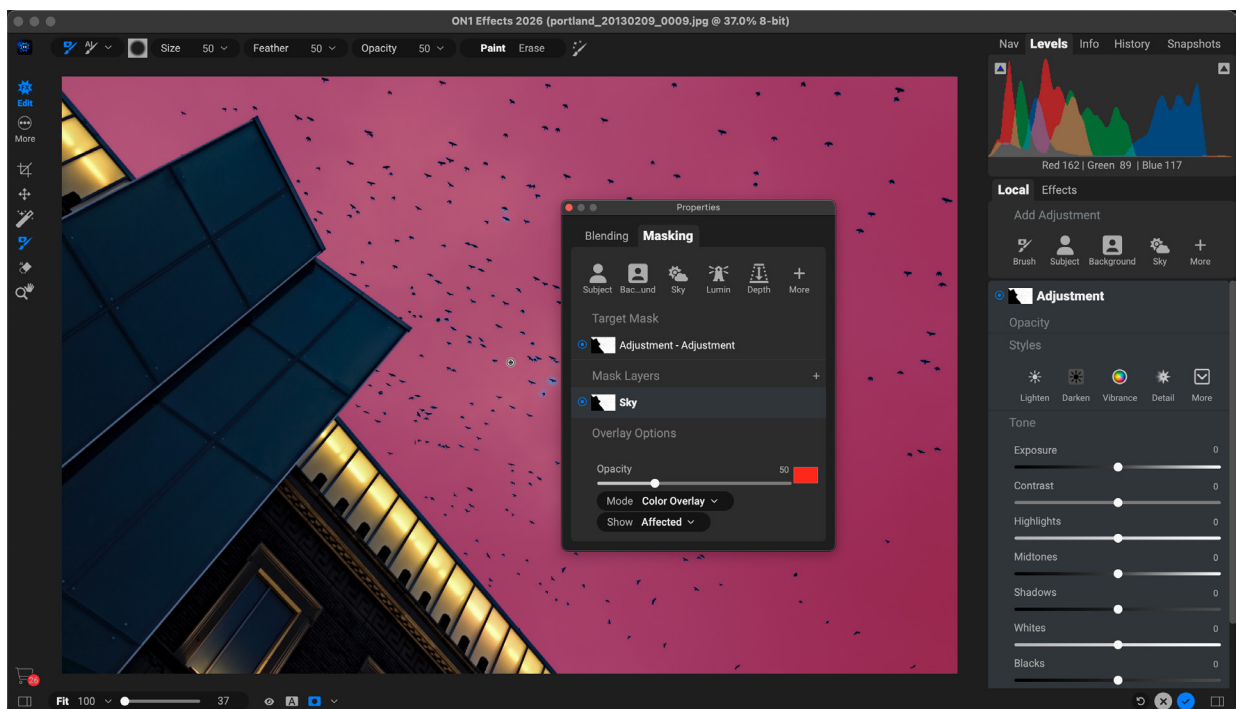 ON1 Effects 2026 (portland_20130209_0009.jpg @ 37.0% 8-bit)
AI Size 50 Feather 50 Opacity 50 Paint Erase
Nav Levels Info History Snapshots
FX
Edit
More
Red 162 | Green 89 | Blue 117
Local Effects
Add Adjustment
Brush Subject Background Sky More
Adjustment
Opacity
Styles
Lighten Darken Vibrance Detail More
Tone
Exposure 0
Contrast 0
Highlights 0
Midtones 0
Shadows 0
Whites 0
Blacks 0
Properties
Blending Masking
Subject Bac...und Sky Lumin Depth More
Target Mask
Adjustment - Adjustment
Mask Layers +
Sky
Overlay Options
Opacity 50
Mode Color Overlay
Show Affected
26
Fit 100 37 A